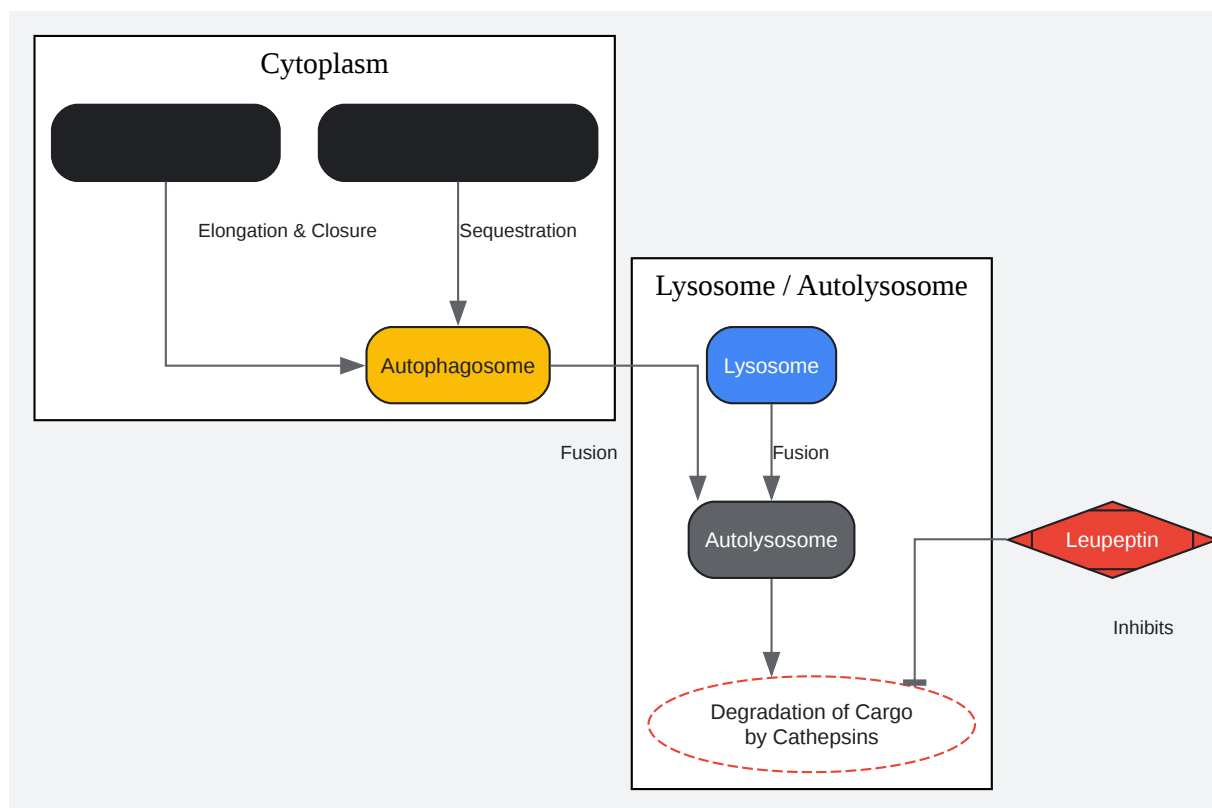 Cytoplasm
Elongation & Closure
Sequestration
Lysosome / Autolysosome
Autophagosome
Lysosome
Fusion
Fusion
Autolysosome
Leupeptin
Inhibits
Degradation of Cargo
by Cathepsins